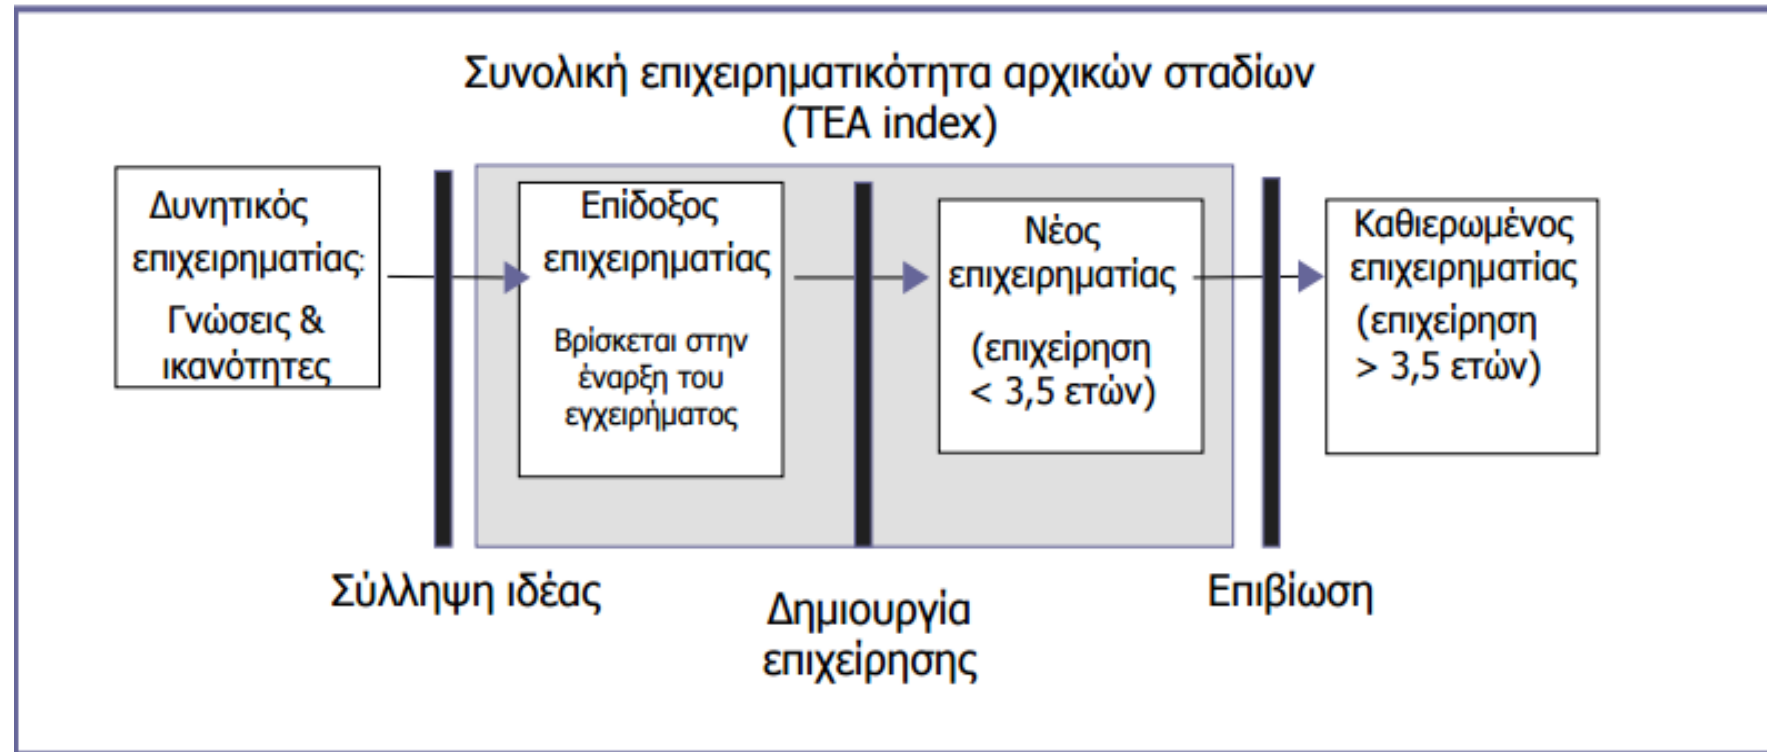 Συνολική επιχειρηματικότητα αρχικών σταδίων
(TEA index)
Δυνητικός
επιχειρηματίας:
Γνώσεις &
ικανότητες
Επίδοξος
επιχειρηματίας
Βρίσκεται στην
έναρξη του
εγχειρήματος
Νέος
επιχειρηματίας
(επιχείρηση
< 3,5 ετών)
Καθιερωμένος
επιχειρηματίας
(επιχείρηση
> 3,5 ετών)
Σύλληψη ιδέας
Δημιουργία
επιχείρησης
Επιβίωση